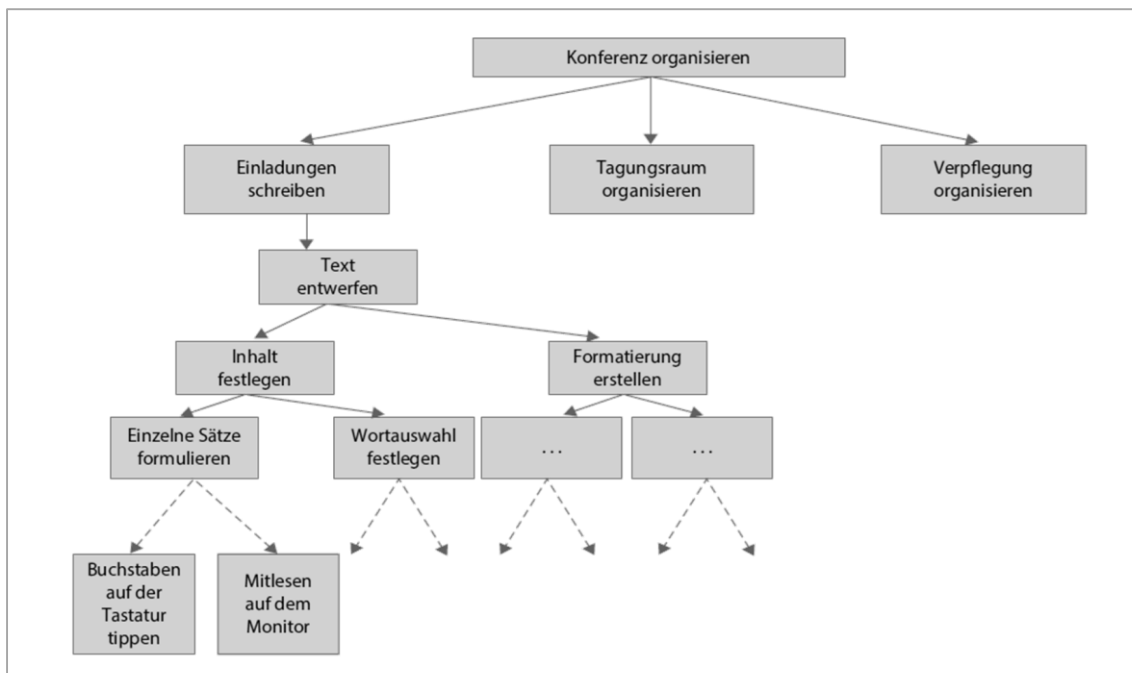 Konferenz organisieren
Einladungen
schreiben
Tagungsraum
organisieren
Verpflegung
organisieren
Text
entwerfen
Inhalt
festlegen
Formatierung
erstellen
Einzelne Sätze
formulieren
Wortauswahl
festlegen
...
...
Buchstaben
auf der
Tastatur
tippen
Mitlesen
auf dem
Monitor